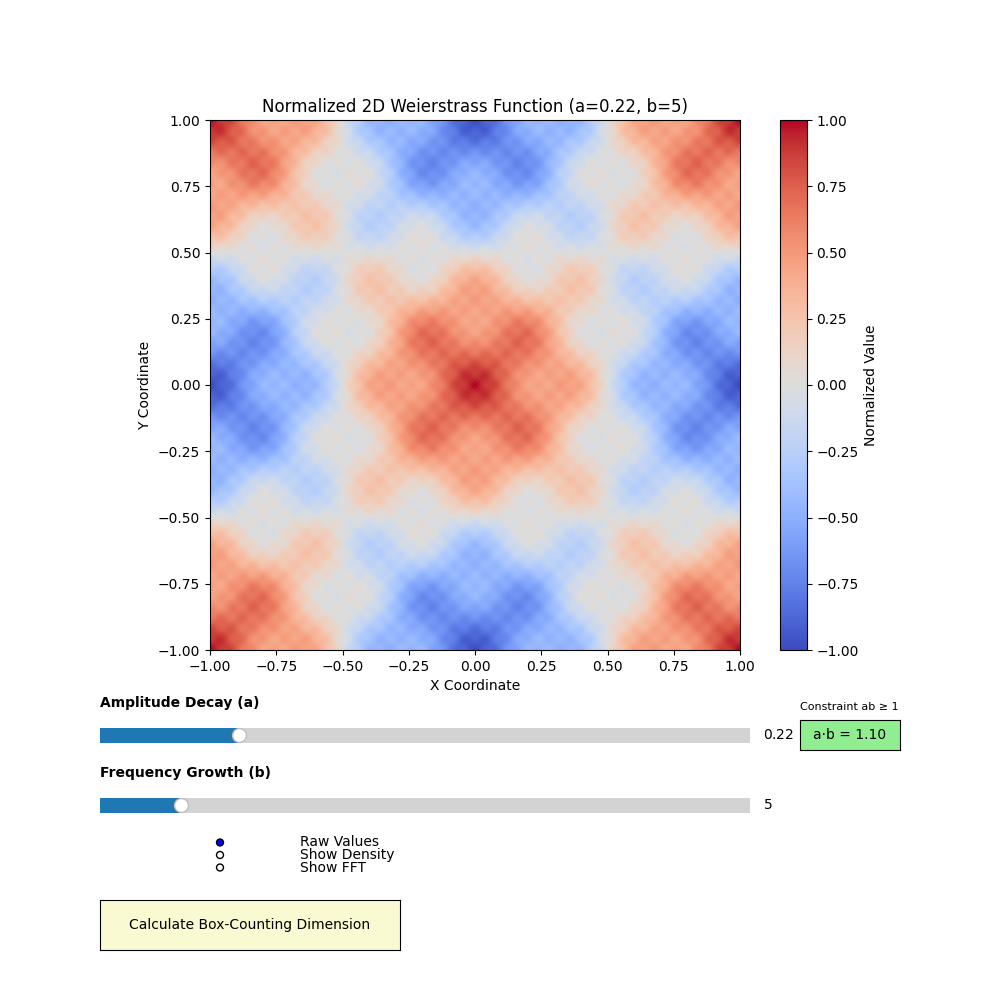 Normalized 2D Weierstrass Function (a=0.22, b=5)
1.00
0.75
0.50
0.25
0.00
−0.25
−0.50
−0.75
−1.00
Y Coordinate
−1.00 −0.75 −0.50 −0.25 0.00 0.25 0.50 0.75 1.00
X Coordinate
1.00
0.75
0.50
0.25
0.00
−0.25
−0.50
−0.75
−1.00
Normalized Value
Amplitude Decay (a)
0.22
Constraint ab ≥ 1
a·b = 1.10
Frequency Growth (b)
5
Raw Values
Show Density
Show FFT
Calculate Box-Counting Dimension